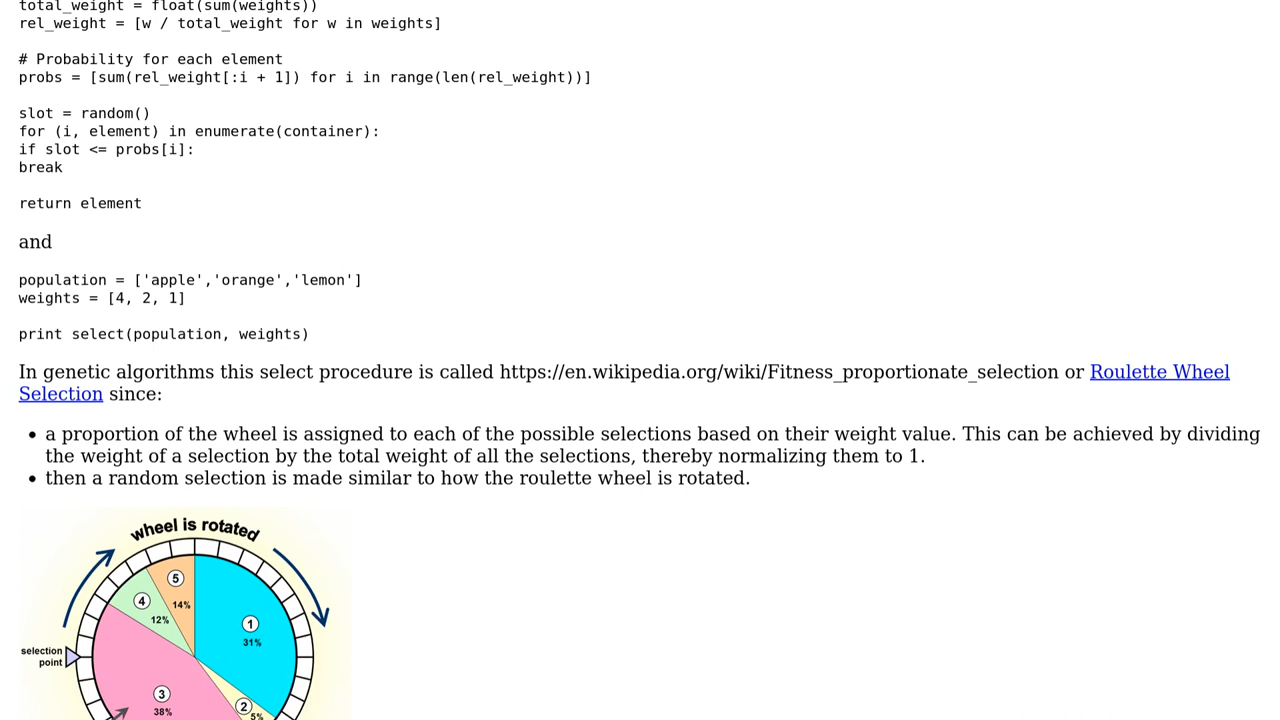 total_weight = float(sum(weights))
rel_weight = [w / total_weight for w in weights]
# Probability for each element
probs = [sum(rel_weight[:i + 1]) for i in range(len(rel_weight))]
slot = random()
for (i, element) in enumerate(container):
if slot <= probs[i]:
break
return element
and
population = ['apple','orange','lemon']
weights = [4, 2, 1]
print select(population, weights)
In genetic algorithms this select procedure is called https://en.wikipedia.org/wiki/Fitness_proportionate_selection or Roulette Wheel
Selection since:
• a proportion of the wheel is assigned to each of the possible selections based on their weight value. This can be achieved by dividing
the weight of a selection by the total weight of all the selections, thereby normalizing them to 1.
• then a random selection is made similar to how the roulette wheel is rotated.
wheel is rotated
5
14%
4
12%
1
31%
selection
point
3
38%
2
5%